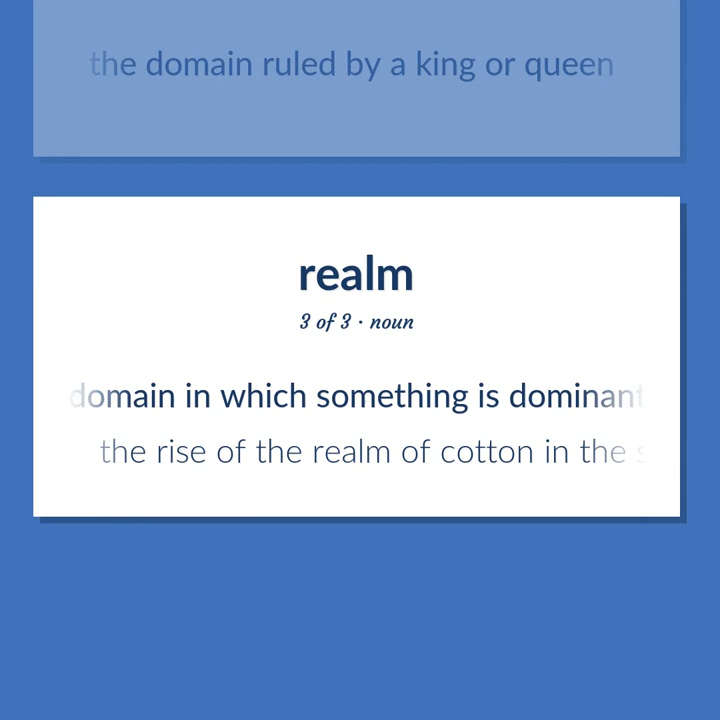 the domain ruled by a king or queen
realm
3 of 3 · noun
domain in which something is dominant
the rise of the realm of cotton in the